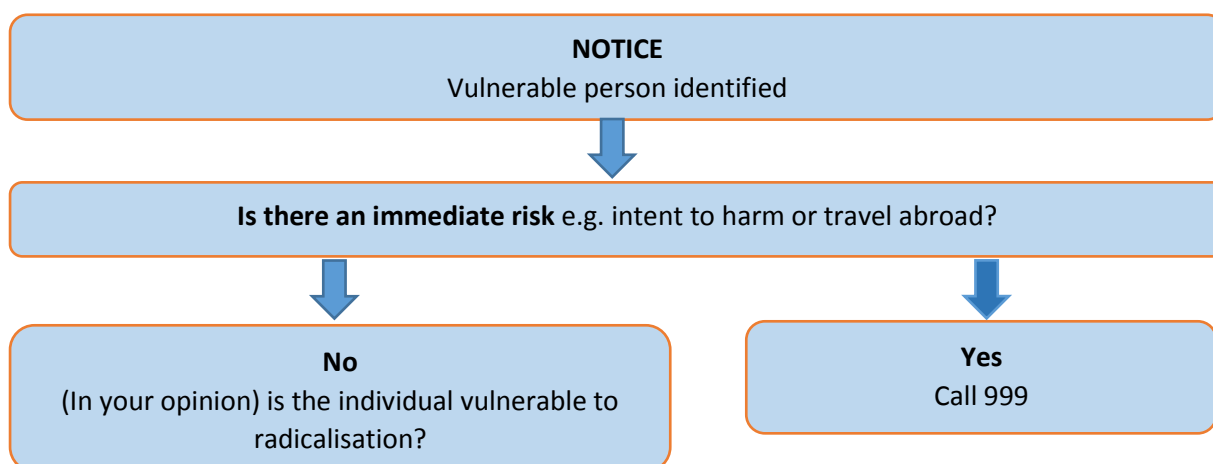 NOTICE
Vulnerable person identified
Is there an immediate risk e.g. intent to harm or travel abroad?
No
(In your opinion) is the individual vulnerable to
radicalisation?
Yes
Call 999